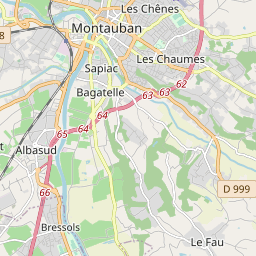 Les Chênes
Montauban
8
Sapiac
Les Chaumes
Bagatelle
63
63
62
64
64
65
Albasud
66
D 999
Bressols
Le Fau